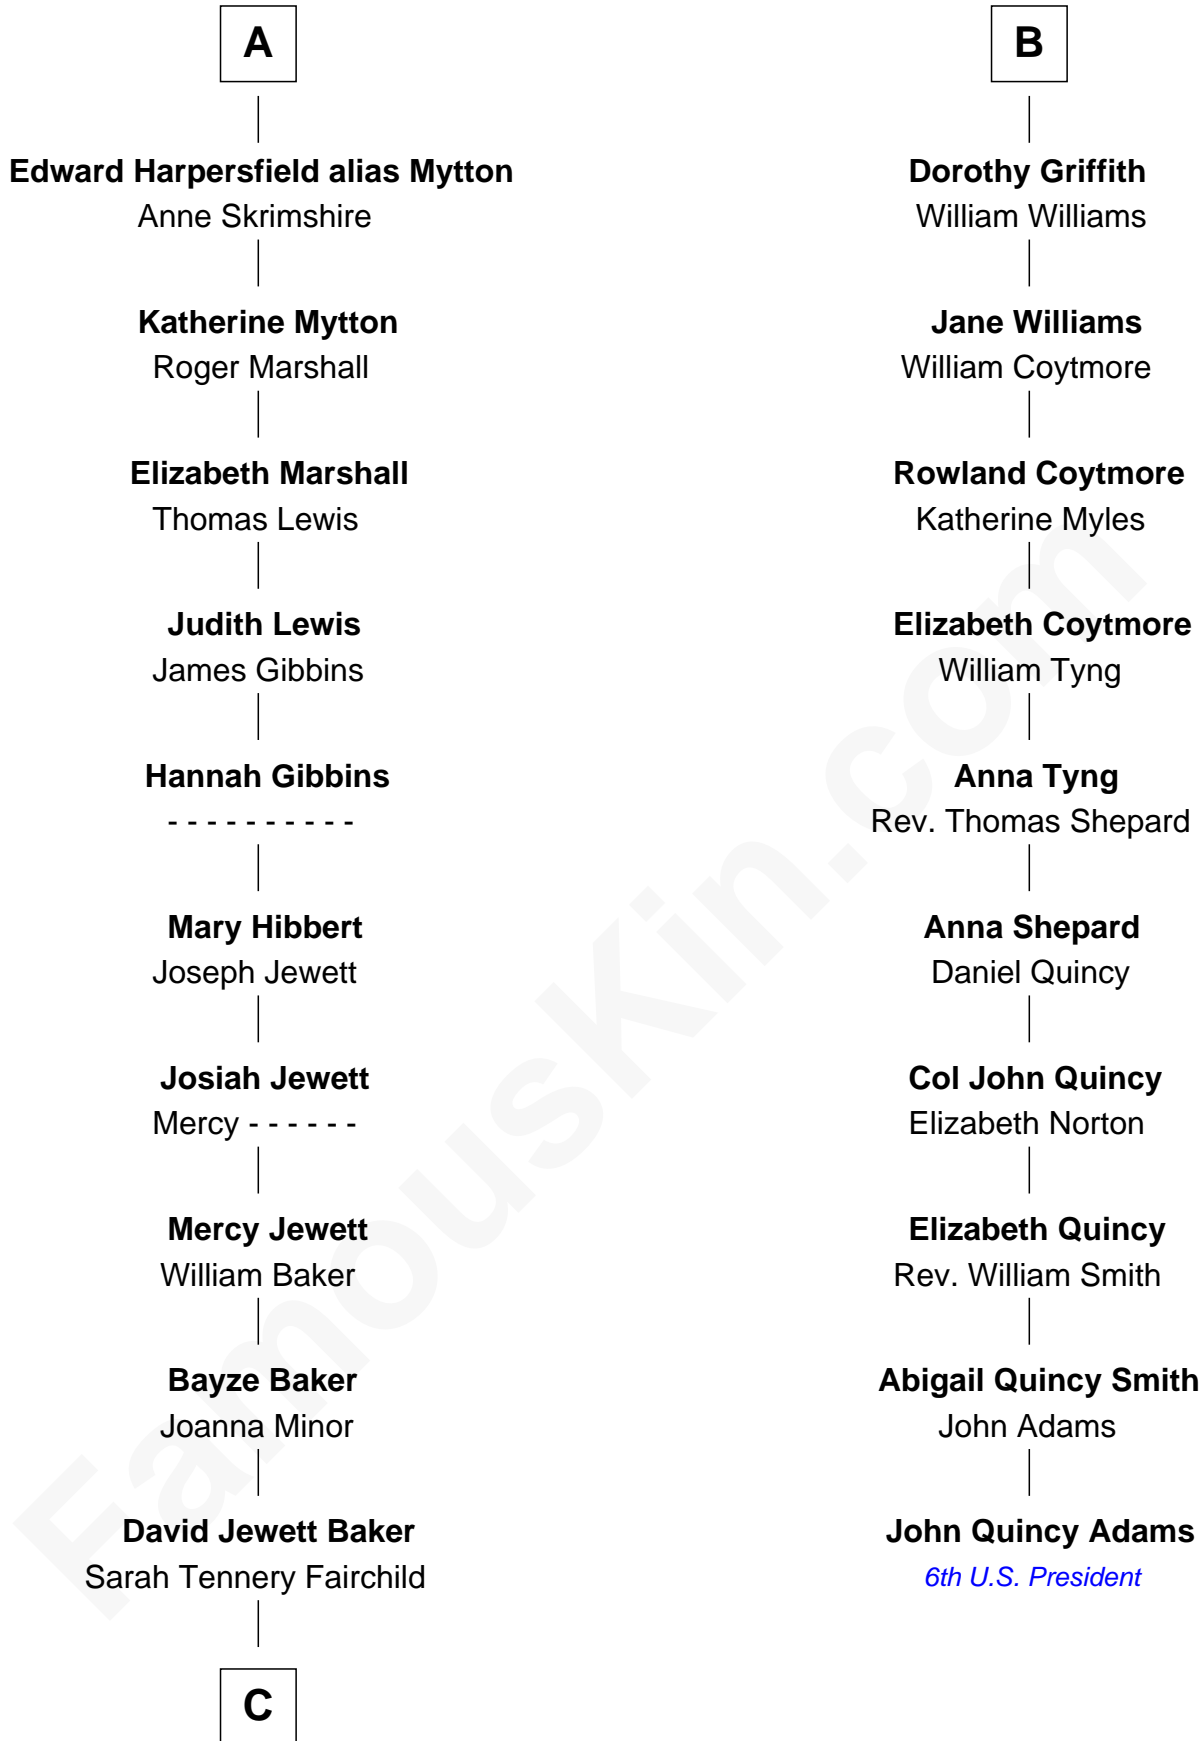 A
Edward Harpersfield alias Mytton
Anne Skrimshire
Katherine Mytton
Roger Marshall
Elizabeth Marshall
Thomas Lewis
Judith Lewis
James Gibbins
Hannah Gibbins
- - - - - - - - - -
Mary Hibbert
Joseph Jewett
Josiah Jewett
Mercy - - - - - -
Mercy Jewett
William Baker
Bayze Baker
Joanna Minor
David Jewett Baker
Sarah Tennery Fairchild
C
B
Dorothy Griffith
William Williams
Jane Williams
William Coytmore
Rowland Coytmore
Katherine Myles
Elizabeth Coytmore
William Tyng
Anna Tyng
Rev. Thomas Shepard
Anna Shepard
Daniel Quincy
Col John Quincy
Elizabeth Norton
Elizabeth Quincy
Rev. William Smith
Abigail Quincy Smith
John Adams
John Quincy Adams
6th U.S. President
FamousKin.com